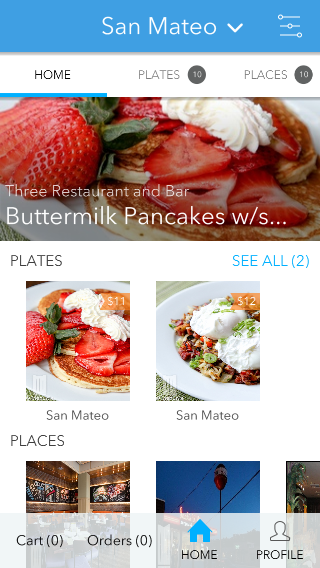 San Mateo
HOME
PLATES 10
PLACES 10
Three Restaurant and Bar
Buttermilk Pancakes w/s...
PLATES
SEE ALL (2)
$11
$12
San Mateo
San Mateo
PLACES
Cart (0)
Orders (0)
HOME
PROFILE